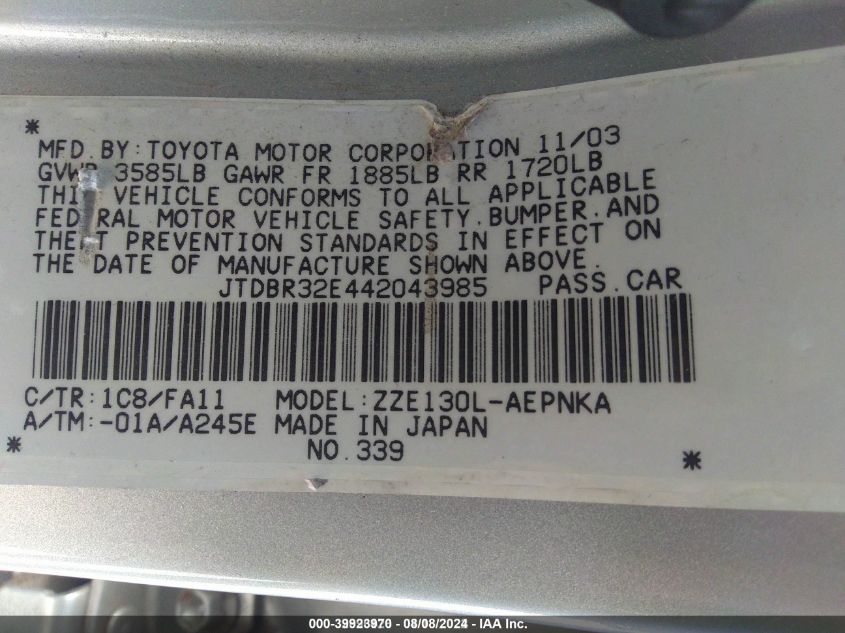 *
MFD.BY:TOYOTA MOTOR CORPORATION 11/03
GVWR 3585LB GAWR FR 1885LB RR 1720LB
THIS VEHICLE CONFORMS TO ALL APPLICABLE
FEDERAL MOTOR VEHICLE SAFETY,BUMPER,AND
THEFT PREVENTION STANDARDS IN EFFECT ON
THE DATE OF MANUFACTURE SHOWN ABOVE.
JTDBR32E442043985 PASS.CAR
C/TR:1C8/FA11 MODEL:ZZE130L-AEPNKA
A/TM:-01A/A245E MADE IN JAPAN
* NO.339 *
000-39923970 - 08/08/2024 - IAA Inc.